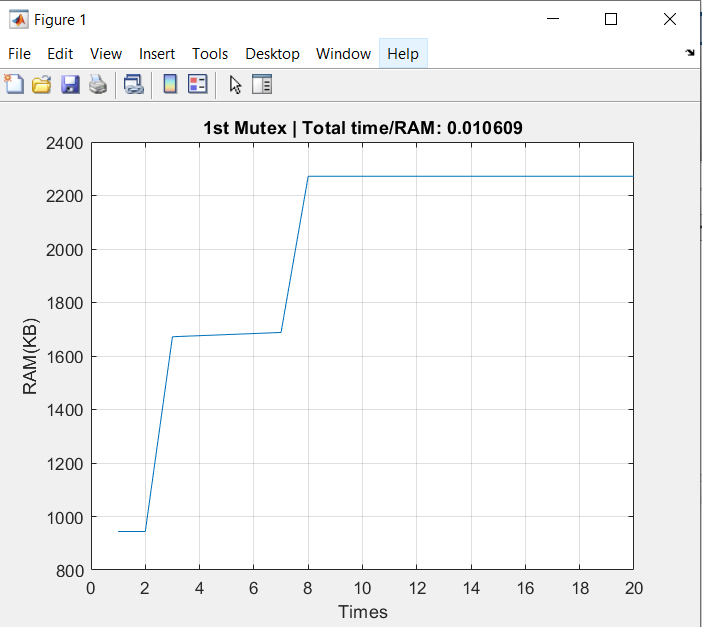 Figure 1
File Edit View Insert Tools Desktop Window Help
1st Mutex | Total time/RAM: 0.010609
2400
2200
2000
1800
1600
1400
1200
1000
800
RAM(KB)
0 2 4 6 8 10 12 14 16 18 20
Times